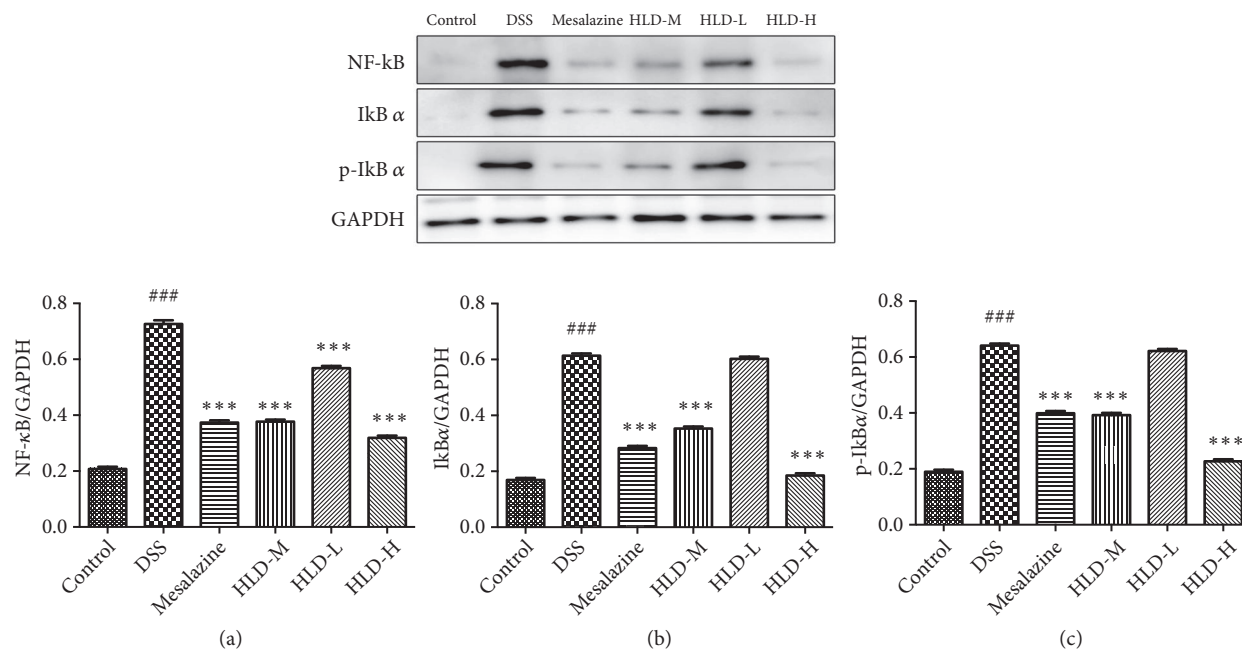 Control DSS Mesalazine HLD-M HLD-L HLD-H
NF-kB
IkB α
p-IkB α
GAPDH
NF-κB/GAPDH
0.8
0.6
0.4
0.2
0.0
###
***
***
***
***
Control
DSS
Mesalazine
HLD-M
HLD-L
HLD-H
(a)
IkBα/GAPDH
0.8
0.6
0.4
0.2
0.0
###
***
***
***
Control
DSS
Mesalazine
HLD-M
HLD-L
HLD-H
(b)
p-IkBα/GAPDH
0.8
0.6
0.4
0.2
0.0
###
***
***
***
Control
DSS
Mesalazine
HLD-M
HLD-L
HLD-H
(c)